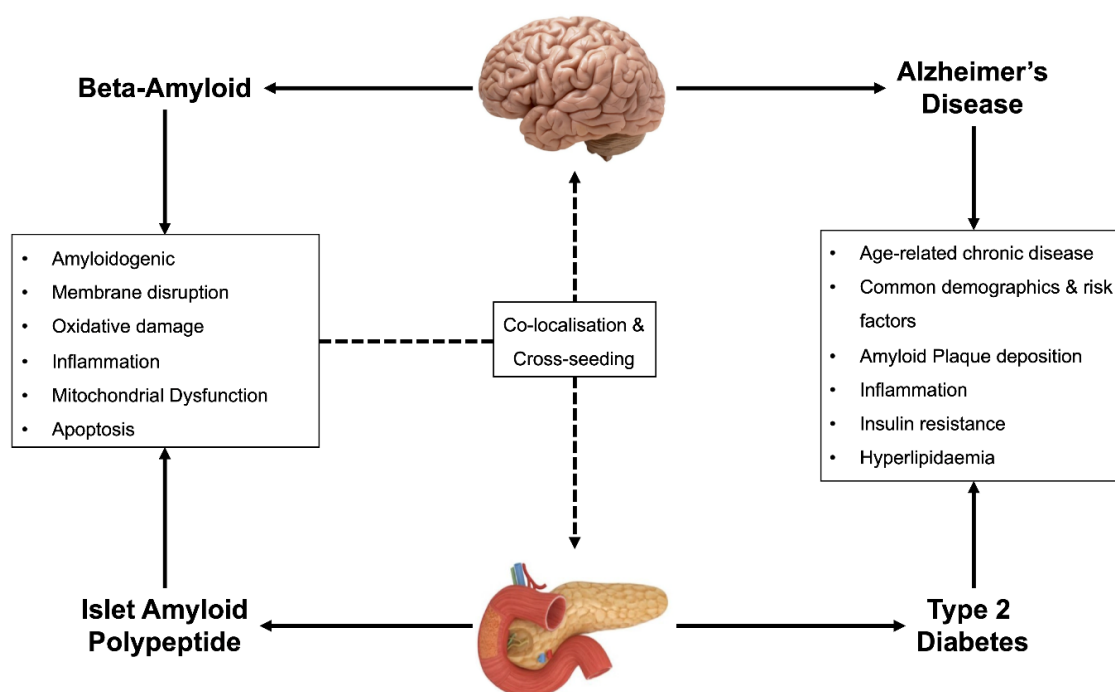 Beta-Amyloid
Alzheimer's
Disease
• Amyloidogenic
• Membrane disruption
• Oxidative damage
• Inflammation
• Mitochondrial Dysfunction
• Apoptosis
Co-localisation &
Cross-seeding
• Age-related chronic disease
• Common demographics & risk
factors
• Amyloid Plaque deposition
• Inflammation
• Insulin resistance
• Hyperlipidaemia
Islet Amyloid
Polypeptide
Type 2
Diabetes